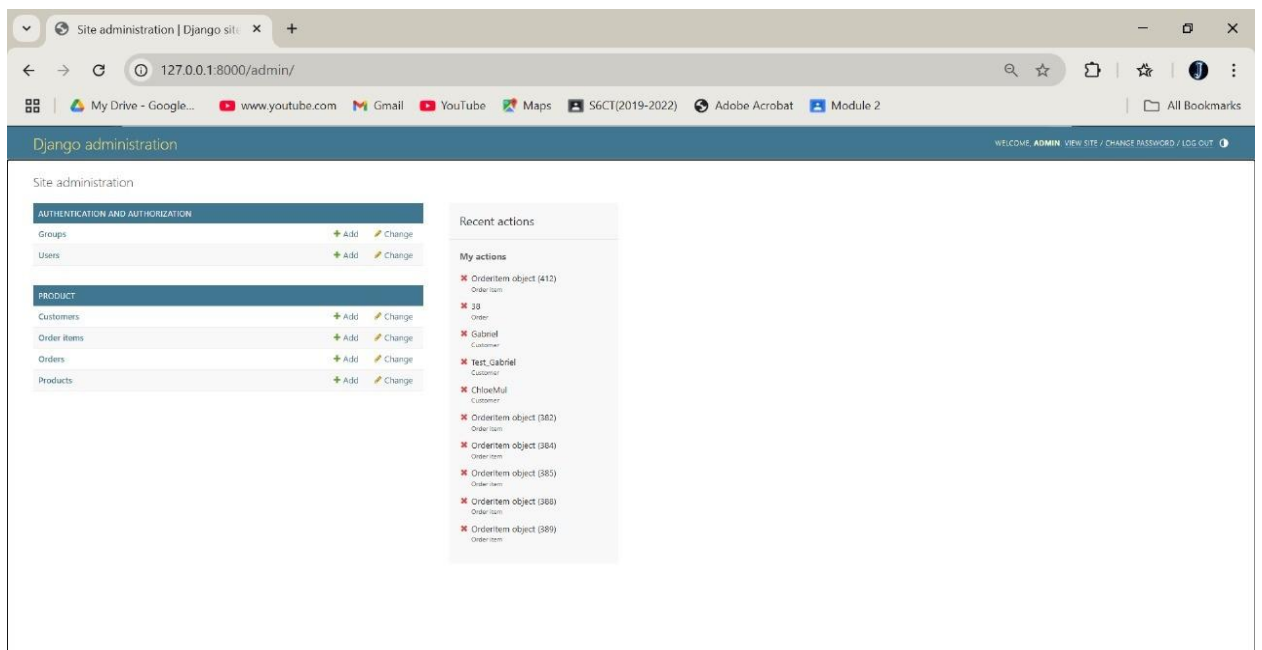 Site administration | Django site
127.0.0.1:8000/admin/
My Drive - Google... www.youtube.com Gmail YouTube Maps S6CT(2019-2022) Adobe Acrobat Module 2 All Bookmarks
Django administration
WELCOME, ADMIN. VIEW SITE / CHANGE PASSWORD / LOG OUT
Site administration
AUTHENTICATION AND AUTHORIZATION
Groups Add Change
Users Add Change
PRODUCT
Customers Add Change
Order items Add Change
Orders Add Change
Products Add Change
Recent actions
My actions
OrderItem object (412)
Order item
38
Order
Gabriel
Customer
Test_Gabriel
Customer
ChloeMul
Customer
OrderItem object (382)
Order item
OrderItem object (384)
Order item
OrderItem object (385)
Order item
OrderItem object (388)
Order item
OrderItem object (389)
Order item